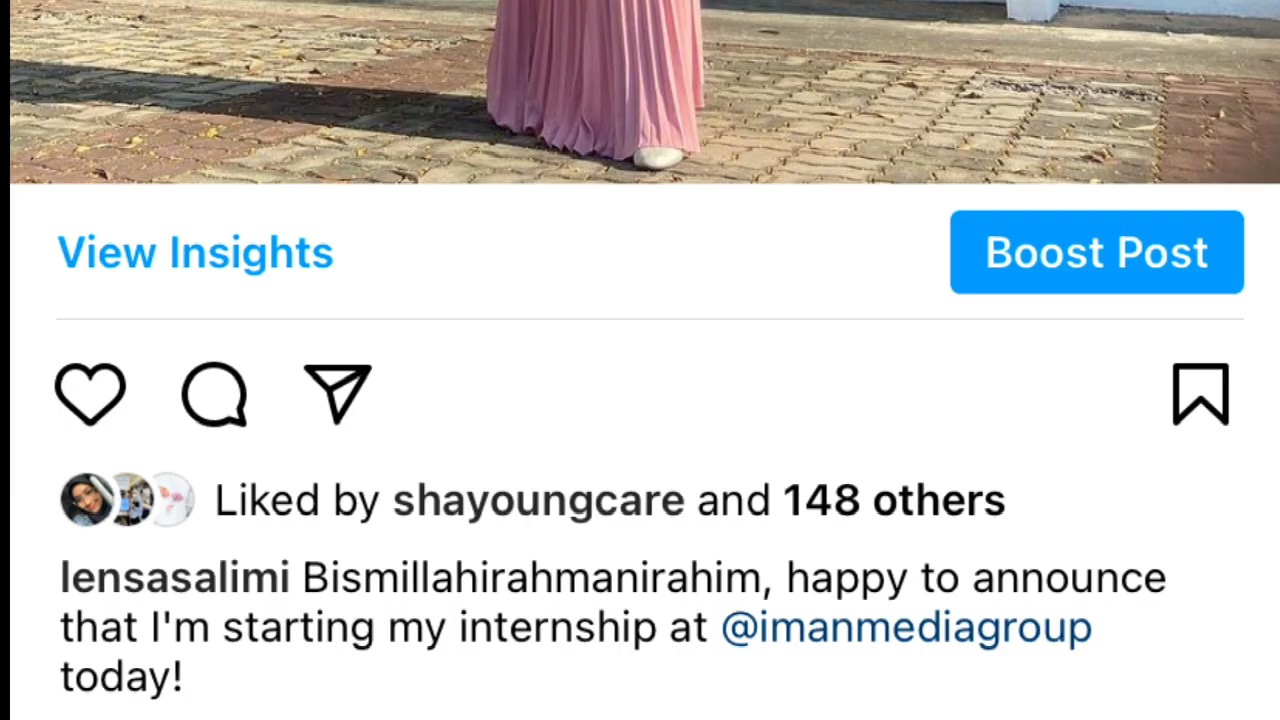 View Insights
Boost Post
Liked by shayoungcare and 148 others
lensasalimi Bismillahirahmanirahim, happy to announce
that I'm starting my internship at @imanmediagroup
today!